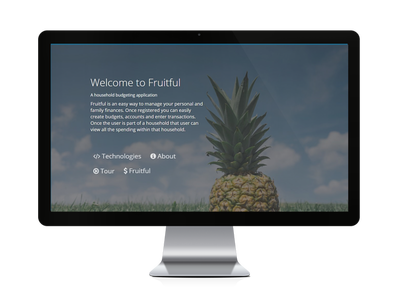 Welcome to Fruitful
A household budgeting application
Fruitful is an easy way to manage your personal and
family finances. Once registered you can easily
create budgets, accounts and enter transactions.
Once the user is part of a household that user can
view all the spending within that household.
</> Technologies About
Tour $ Fruitful